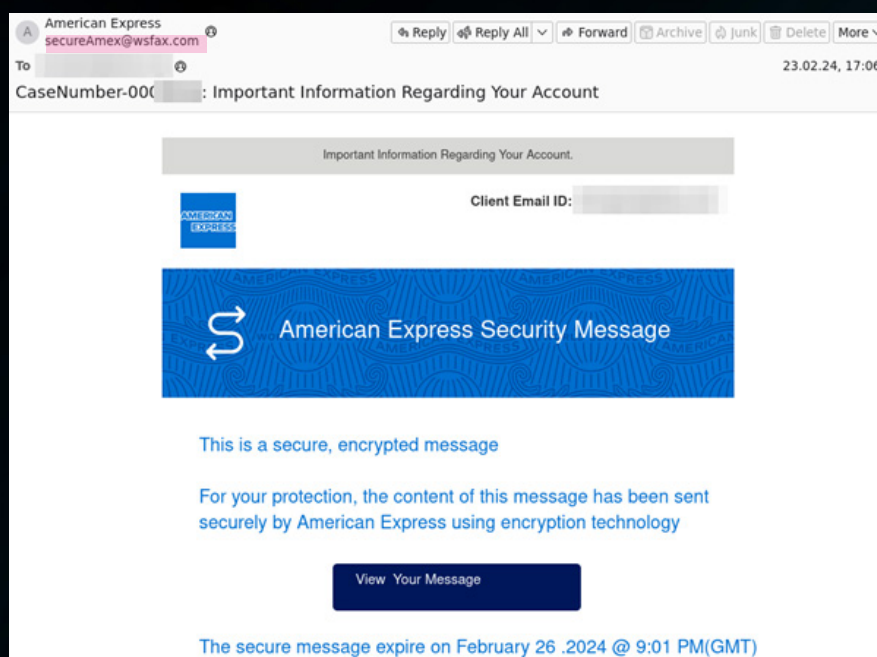 A
American Express
secureAmex@wsfax.com
Reply Reply All Forward Archive Junk Delete More
To
23.02.24, 17:06
CaseNumber-000 : Important Information Regarding Your Account
Important Information Regarding Your Account.
AMERICAN
EXPRESS
Client Email ID:
American Express Security Message
This is a secure, encrypted message
For your protection, the content of this message has been sent
securely by American Express using encryption technology
View Your Message
The secure message expire on February 26 .2024 @ 9:01 PM(GMT)